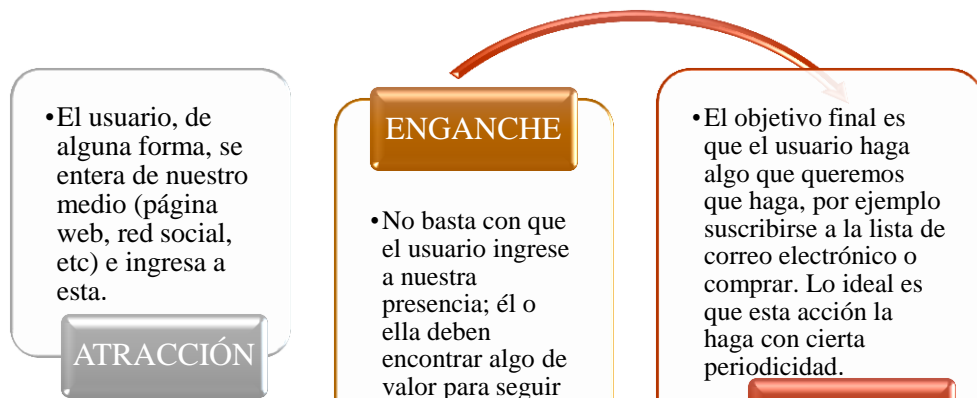 •El usuario, de
alguna forma, se
entera de nuestro
medio (página
web, red social,
etc) e ingresa a
esta.
ATRACCIÓN
ENGANCHE
•No basta con que
el usuario ingrese
a nuestra
presencia; él o
ella deben
encontrar algo de
valor para seguir
•El objetivo final es
que el usuario haga
algo que queremos
que haga, por ejemplo
suscribirse a la lista de
correo electrónico o
comprar. Lo ideal es
que esta acción la
haga con cierta
periodicidad.